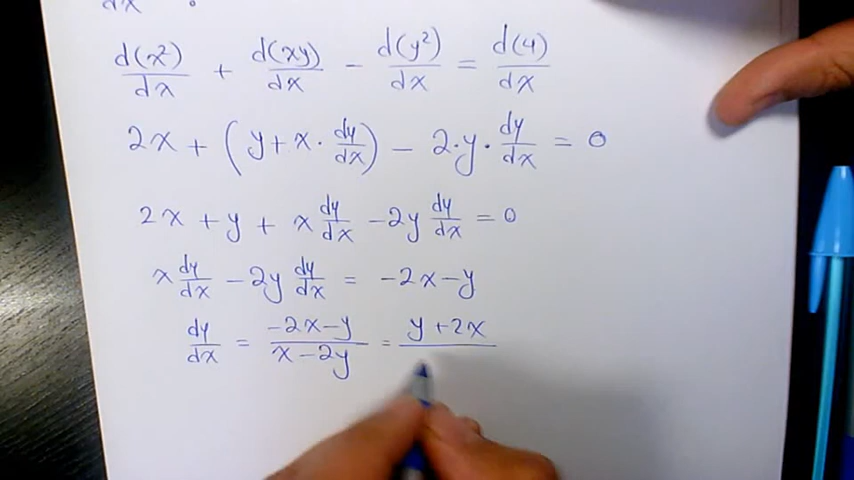 dx
d(x²)/dx + d(xy)/dx - d(y²)/dx = d(4)/dx
2x + (y + x · dy/dx) - 2·y· dy/dx = 0
2x + y + x dy/dx - 2y dy/dx = 0
x dy/dx - 2y dy/dx = -2x - y
dy/dx = (-2x - y)/(x - 2y) = y + 2x